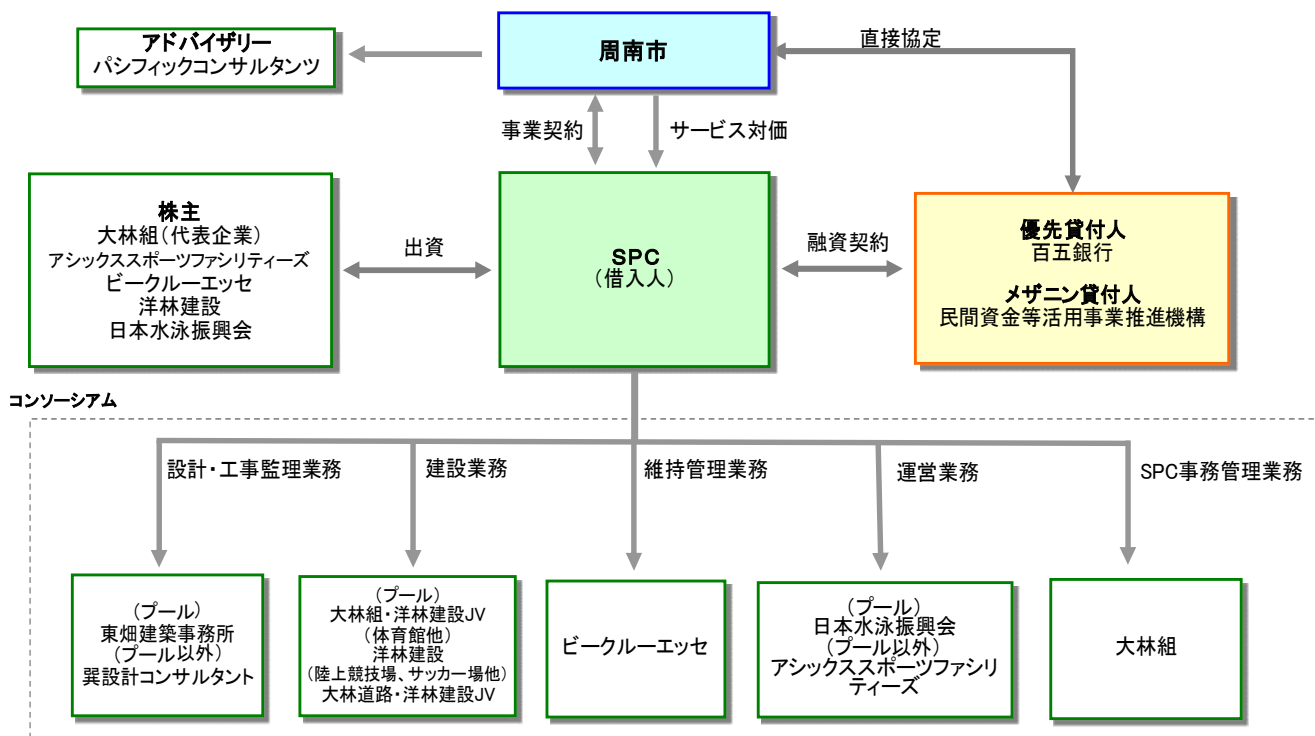 アドバイザリー
パシフィックコンサルタンツ
周南市
直接協定
事業契約
サービス対価
株主
大林組(代表企業)
アシックススポーツファシリティーズ
ビークルーエッセ
洋林建設
日本水泳振興会
出資
SPC
(借入人)
融資契約
優先貸付人
百五銀行
メザニン貸付人
民間資金等活用事業推進機構
コンソーシアム
設計・工事監理業務
建設業務
維持管理業務
運営業務
SPC事務管理業務
(プール)
東畑建築事務所
(プール以外)
巽設計コンサルタント
(プール)
大林組・洋林建設JV
(体育館他)
洋林建設
(陸上競技場、サッカー場他)
大林道路・洋林建設JV
ビークルーエッセ
(プール)
日本水泳振興会
(プール以外)
アシックススポーツファシリ
ティーズ
大林組